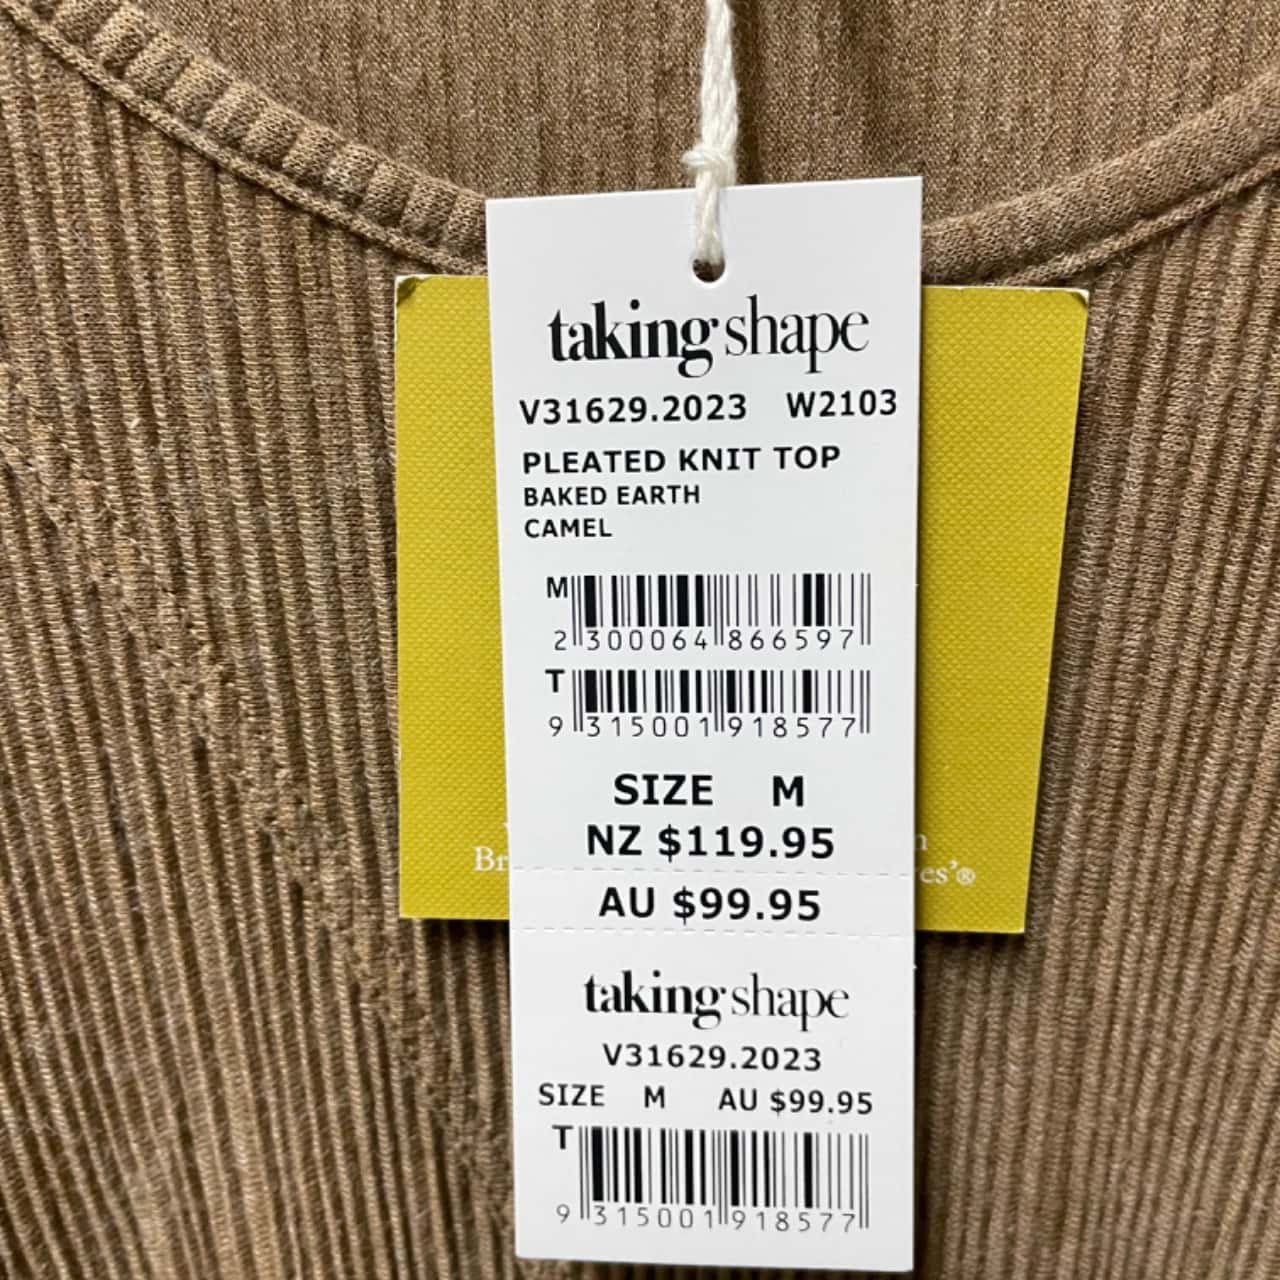 taking shape
V31629.2023 W2103
PLEATED KNIT TOP
BAKED EARTH
CAMEL
M
2 300064 866597
T
9 315001 918577
SIZE M
NZ $119.95
AU $99.95
taking shape
V31629.2023
SIZE M AU $99.95
T
9 315001 918577